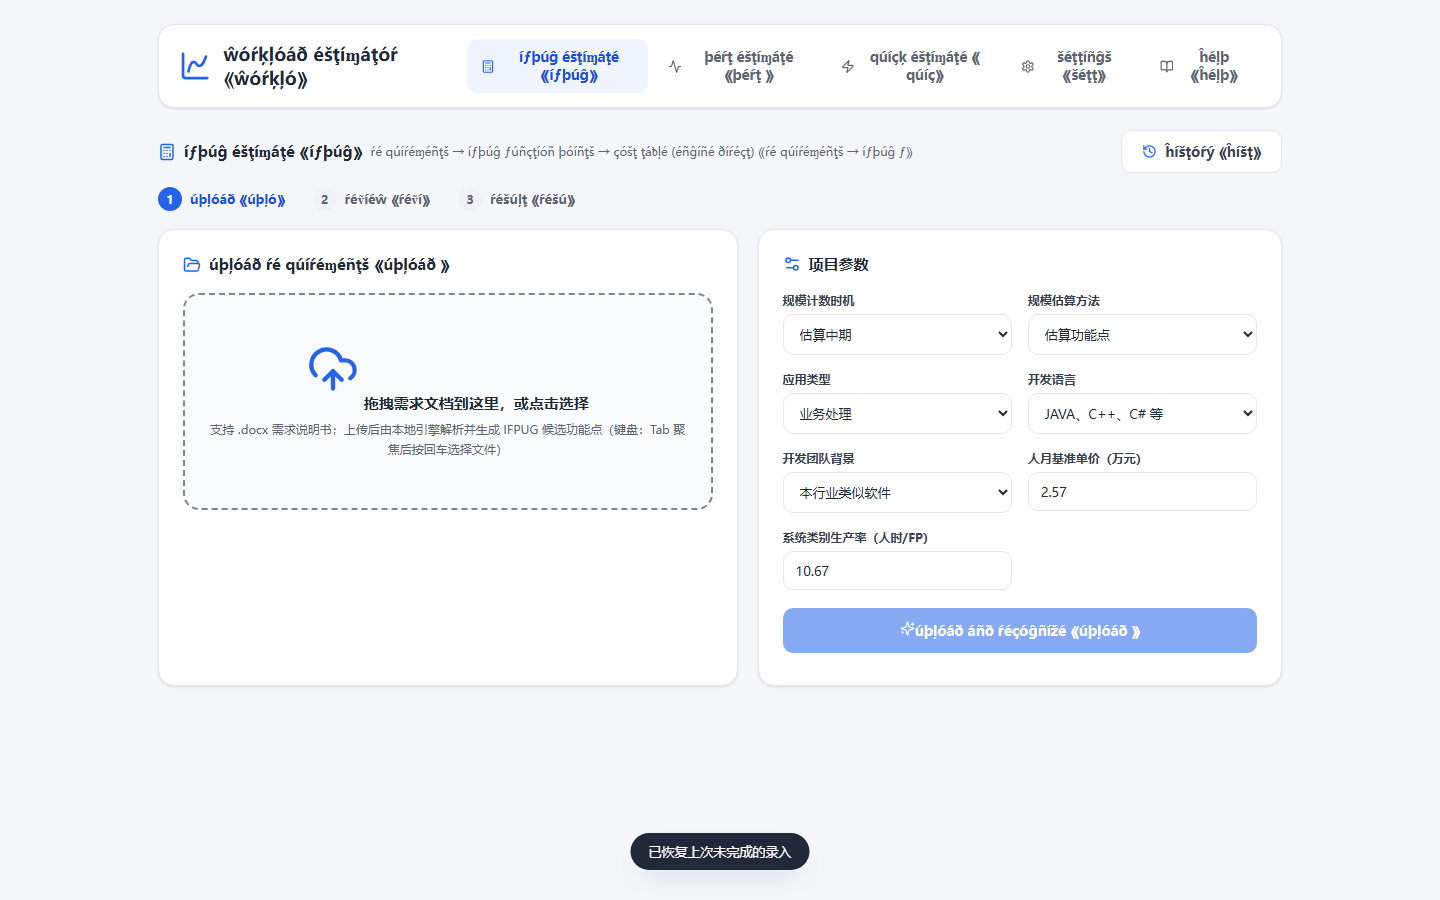 ŵóŕķļóáð éšţíɱáţóŕ
⟪ŵóŕķļó⟫
íƒþúĝ éšţíɱáţé
⟪íƒþúĝ⟫
þéŕţ éšţíɱáţé
⟪þéŕţ ⟫
qúíçķ éšţíɱáţé ⟪
qúíç⟫
šéţţíñĝš
⟪šéţţ⟫
ĥéļþ
⟪ĥéļþ⟫
íƒþúĝ éšţíɱáţé ⟪íƒþúĝ⟫
ŕé qúíŕéɱéñţš → íƒþúĝ ƒúñçţíóñ þóíñţš → çóšţ ţáƀļé (éñĝíñé ðíŕéçţ) ⟪ŕé qúíŕéɱéñţš → íƒþúĝ ƒ⟫
ĥíšţóŕý ⟪ĥíšţ⟫
1 úþļóáð ⟪úþļó⟫
2 ŕéṽíéŵ ⟪ŕéṽí⟫
3 ŕéšúļţ ⟪ŕéšú⟫
úþļóáð ŕé qúíŕéɱéñţš ⟪úþļóáð ⟫
拖拽需求文档到这里，或点击选择
支持 .docx 需求说明书；上传后由本地引擎解析并生成 IFPUG 候选功能点（键盘：Tab 聚
焦后按回车选择文件）
项目参数
规模计数时机
规模估算方法
估算中期
估算功能点
应用类型
开发语言
业务处理
JAVA、C++、C# 等
开发团队背景
人月基准单价（万元）
本行业类似软件
2.57
系统类别生产率（人时/FP）
10.67
úþļóáð áñð ŕéçóĝñížé ⟪úþļóáð ⟫
已恢复上次未完成的录入